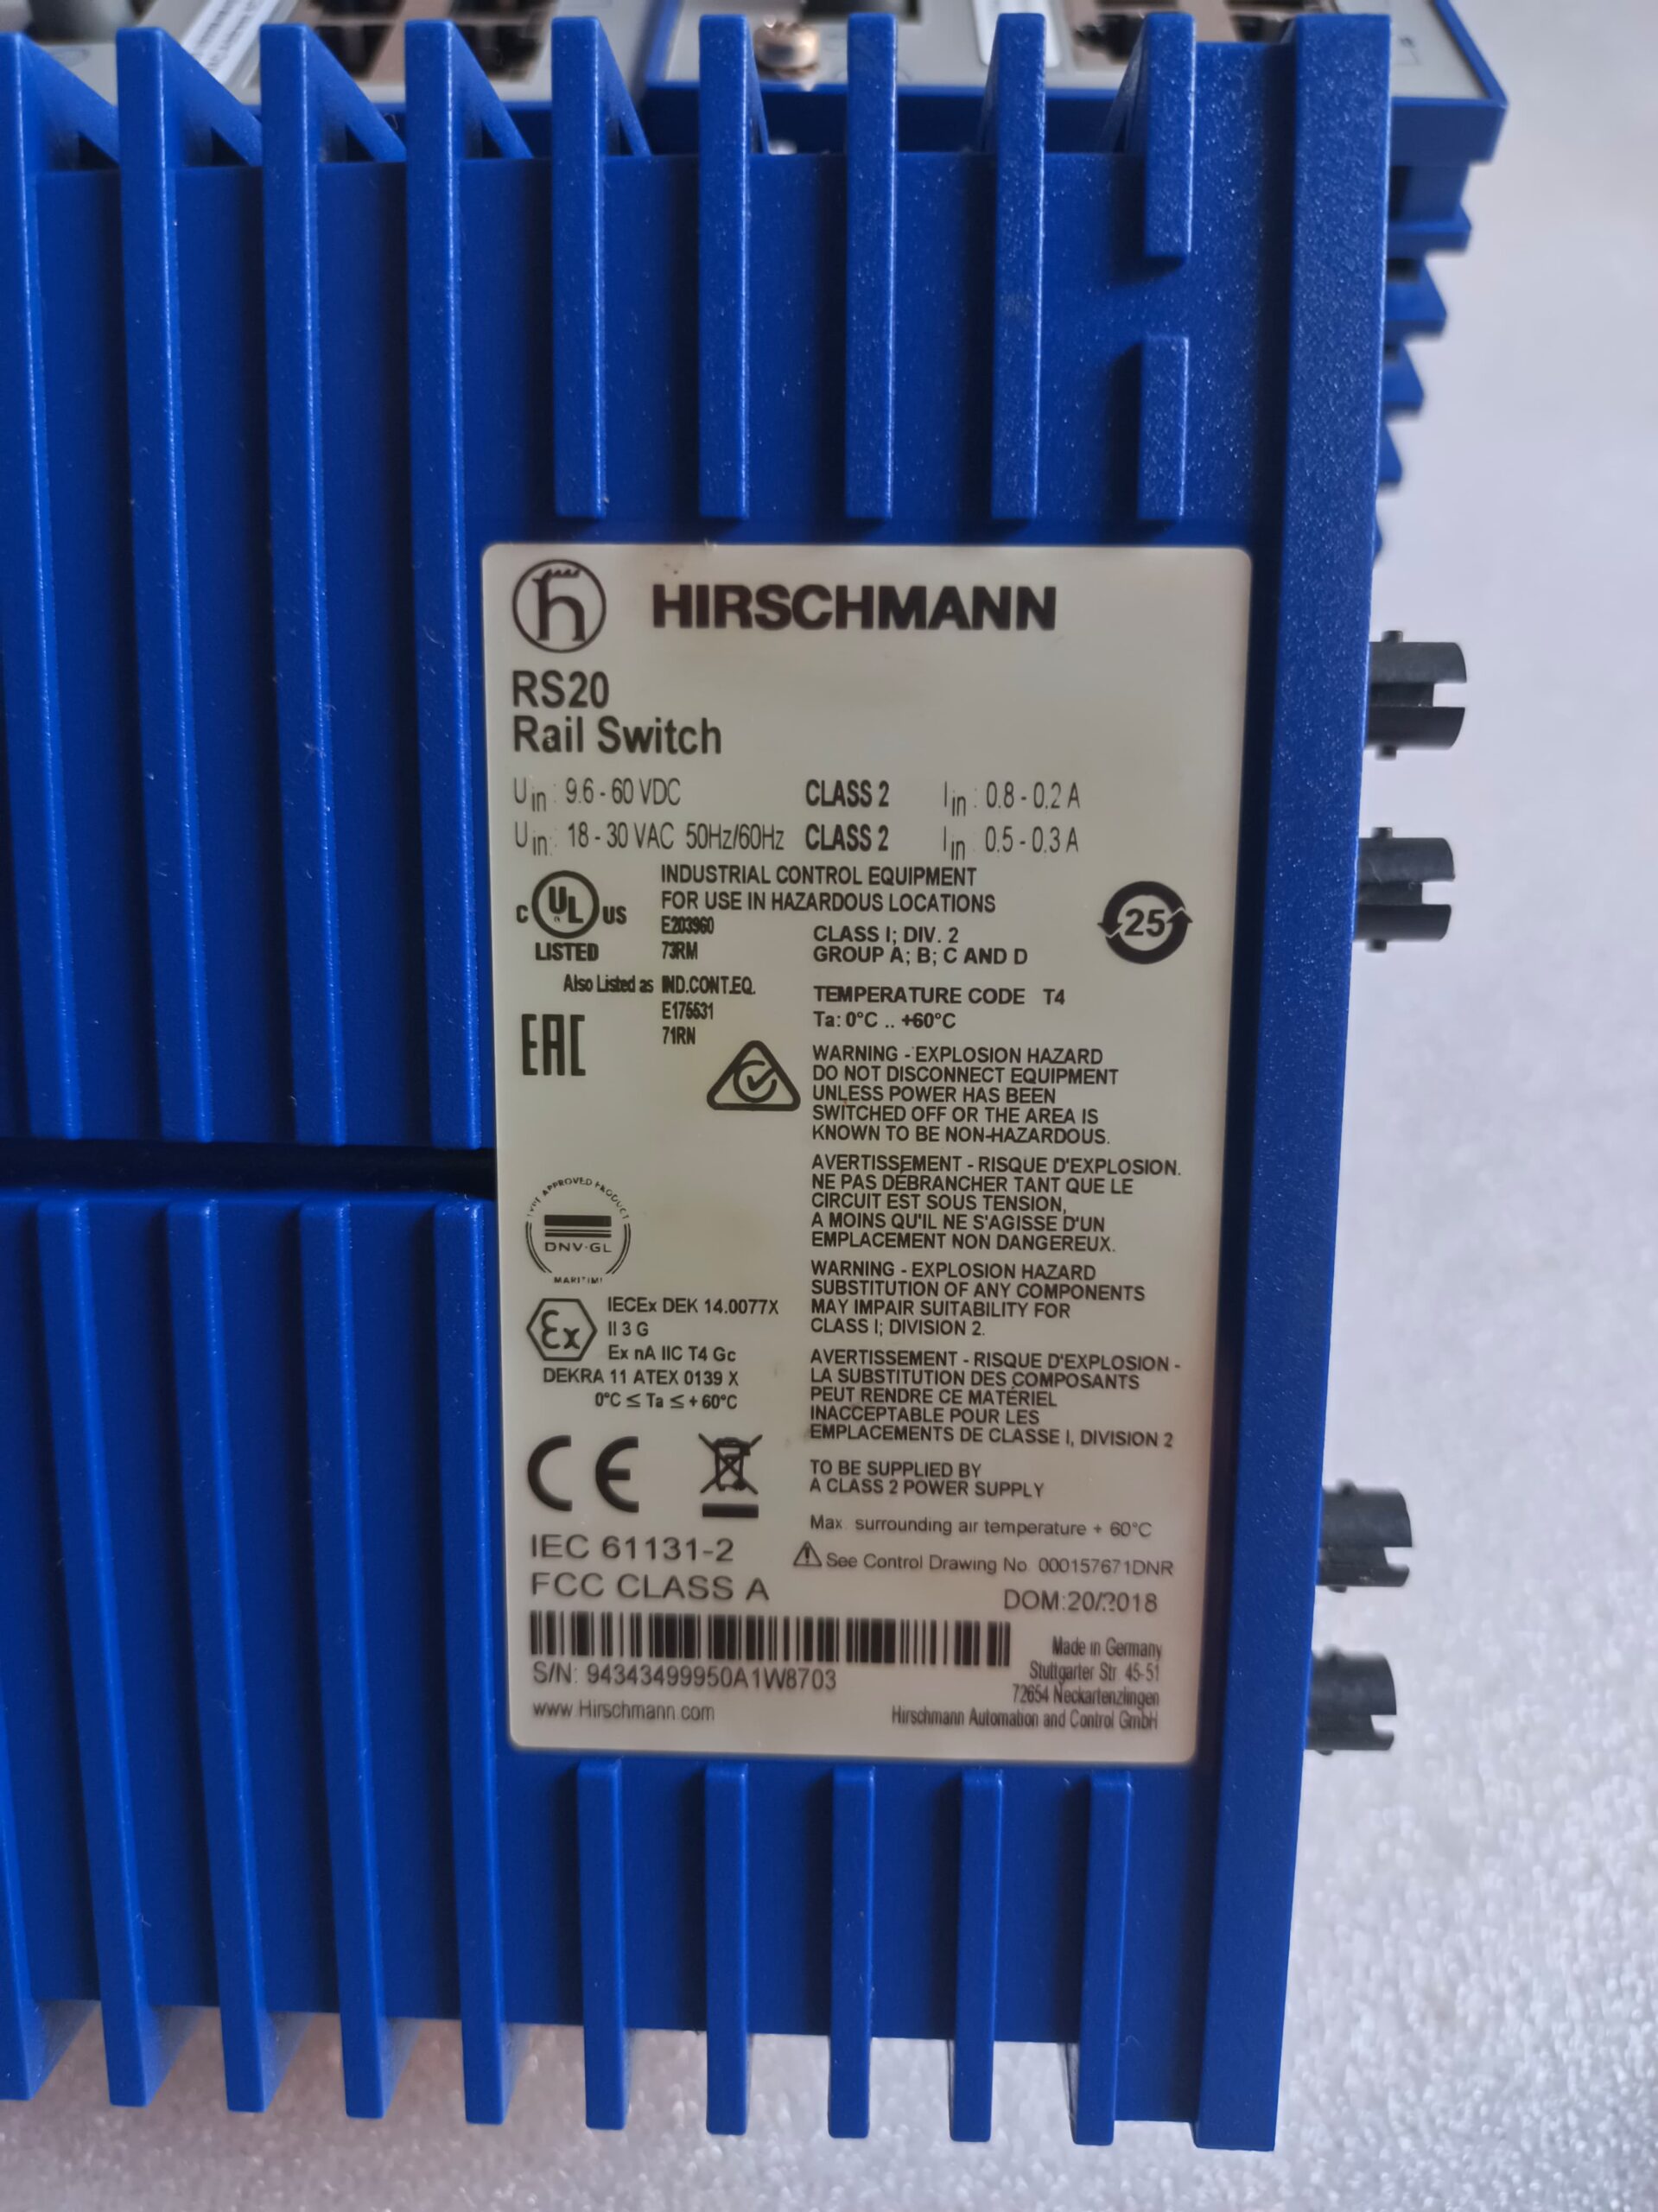 HIRSCHMANN
RS20
Rail Switch
Uin: 9.6 - 60 VDC CLASS 2 Iin: 0.8 - 0.2 A
Uin: 18 - 30 VAC 50Hz/60Hz CLASS 2 Iin 0.5 - 0.3 A
INDUSTRIAL CONTROL EQUIPMENT
FOR USE IN HAZARDOUS LOCATIONS
C UL US
LISTED
E203960
73RM
Also Listed as IND.CONT.EQ.
E175531
71RN
CLASS I; DIV. 2
GROUP A; B; C AND D
25
TEMPERATURE CODE T4
Ta: 0°C .. +60°C
EAC
WARNING - EXPLOSION HAZARD
DO NOT DISCONNECT EQUIPMENT
UNLESS POWER HAS BEEN
SWITCHED OFF OR THE AREA IS
KNOWN TO BE NON-HAZARDOUS.
AVERTISSEMENT - RISQUE D'EXPLOSION.
NE PAS DÉBRANCHER TANT QUE LE
CIRCUIT EST SOUS TENSION,
A MOINS QU'IL NE S'AGISSE D'UN
EMPLACEMENT NON DANGEREUX.
WARNING - EXPLOSION HAZARD
SUBSTITUTION OF ANY COMPONENTS
MAY IMPAIR SUITABILITY FOR
CLASS I; DIVISION 2.
AVERTISSEMENT - RISQUE D'EXPLOSION -
LA SUBSTITUTION DES COMPOSANTS
PEUT RENDRE CE MATÉRIEL
INACCEPTABLE POUR LES
EMPLACEMENTS DE CLASSE I, DIVISION 2
TO BE SUPPLIED BY
A CLASS 2 POWER SUPPLY
Max. surrounding air temperature + 60°C
See Control Drawing No. 000157671DNR
TYPE APPROVED PRODUCT
DNV·GL
MARITIM
Ex
IECEx DEK 14.0077X
II 3 G
Ex nA IIC T4 Gc
DEKRA 11 ATEX 0139 X
0°C ≤ Ta ≤ + 60°C
CE
IEC 61131-2
FCC CLASS A
DOM:20/2018
S/N: 94343499950A1W8703
www.Hirschmann.com
Made in Germany
Stuttgarter Str. 45-51
72654 Neckartenzlingen
Hirschmann Automation and Control GmbH